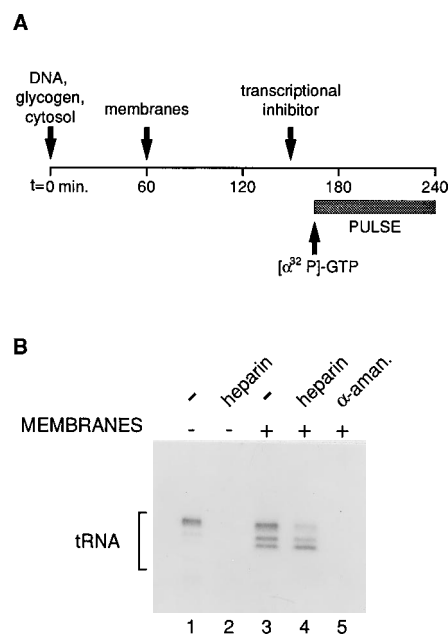 A
DNA,
glycogen,
cytosol
membranes
transcriptional
inhibitor
t=0 min.
60
120
180
240
PULSE
[α³² P]-GTP
B
- heparin - heparin α-aman.
MEMBRANES - - + + +
tRNA
1 2 3 4 5